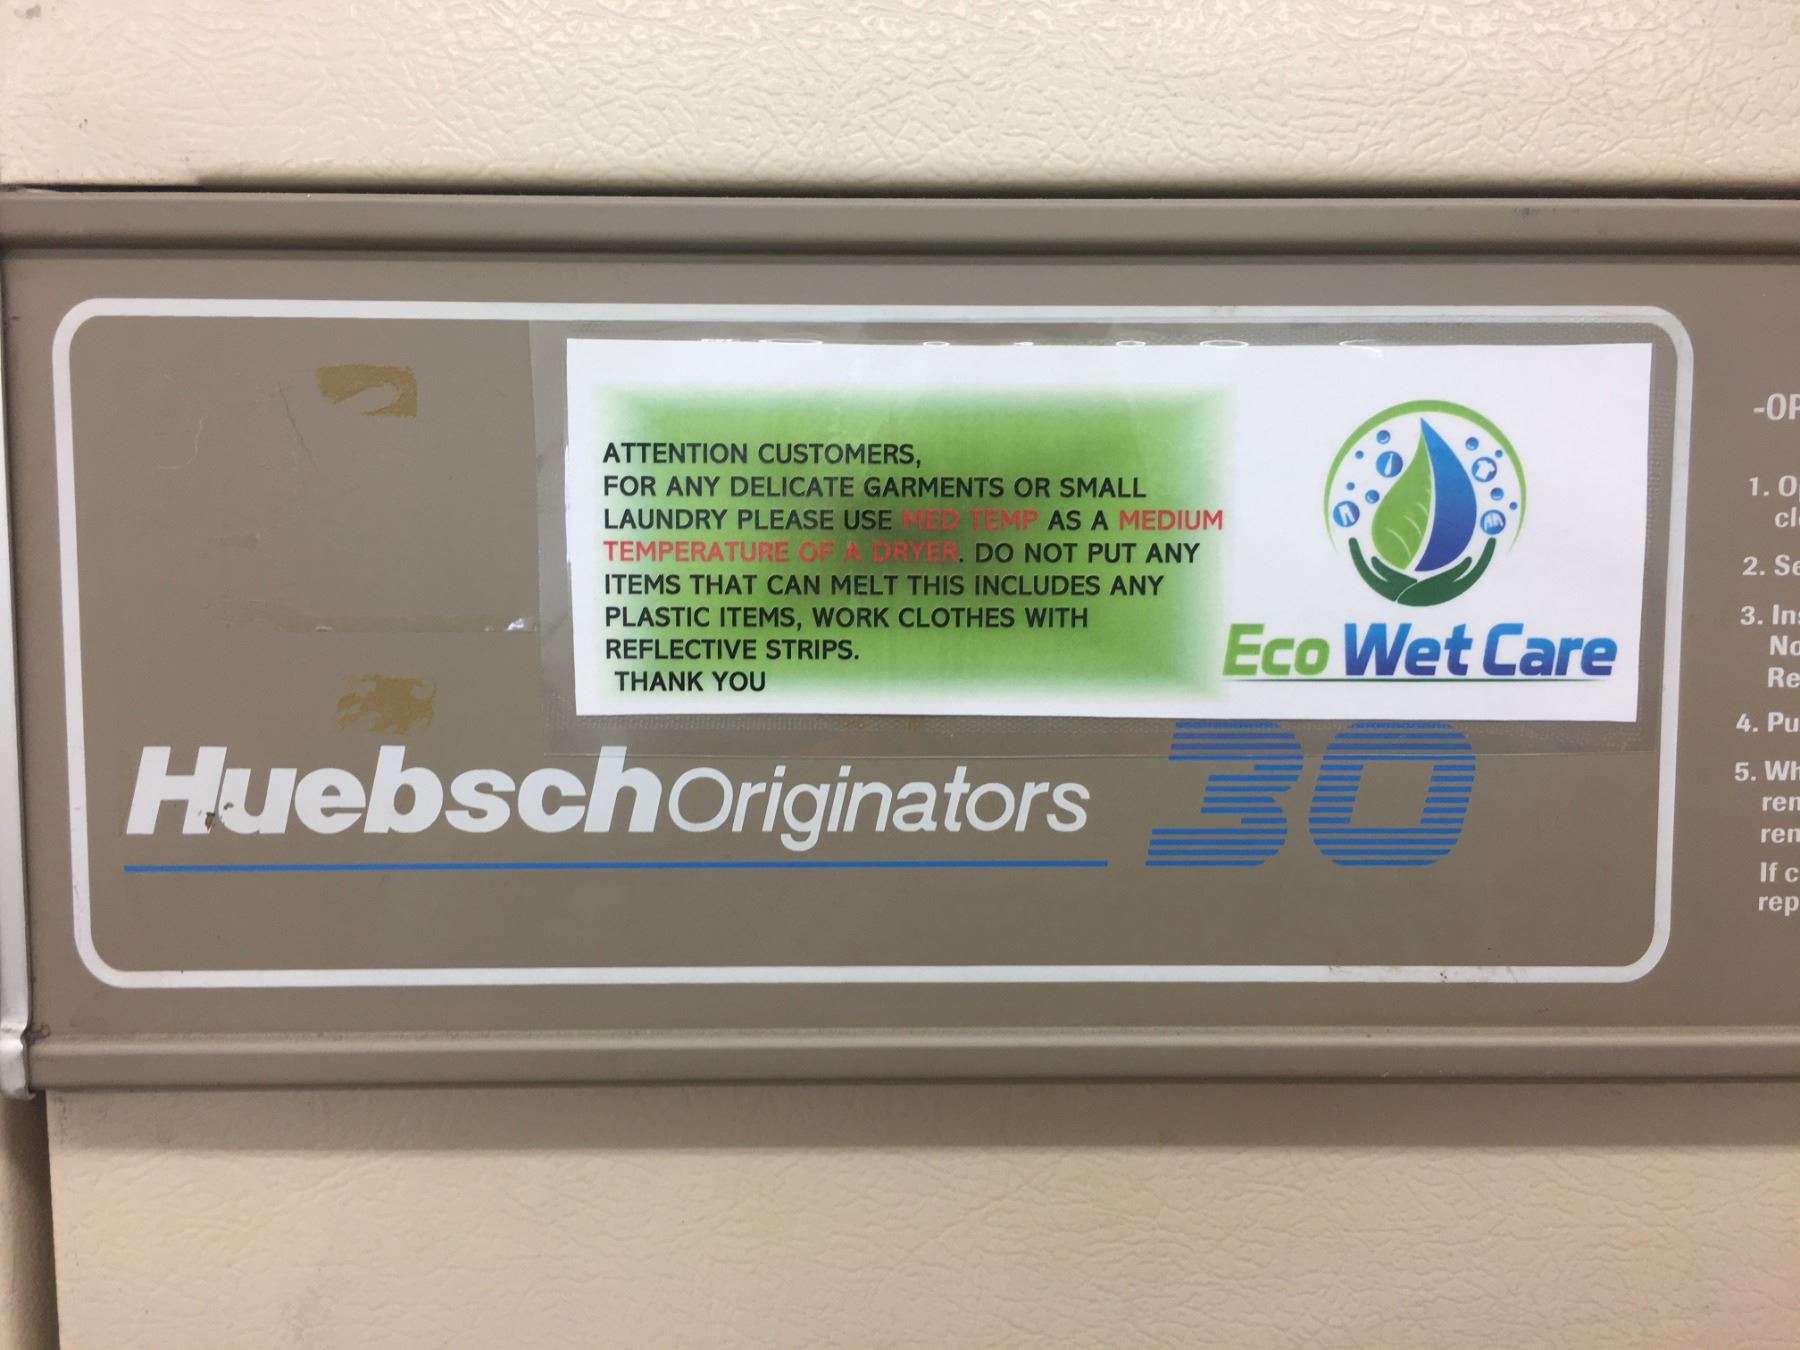 ATTENTION CUSTOMERS,
FOR ANY DELICATE GARMENTS OR SMALL
LAUNDRY PLEASE USE MED TEMP AS A MEDIUM
TEMPERATURE OF A DRYER. DO NOT PUT ANY
ITEMS THAT CAN MELT THIS INCLUDES ANY
PLASTIC ITEMS, WORK CLOTHES WITH
REFLECTIVE STRIPS.
THANK YOU
Eco Wet Care
Huebsch Originators 30
1.
2.
3.
4.
5.
If